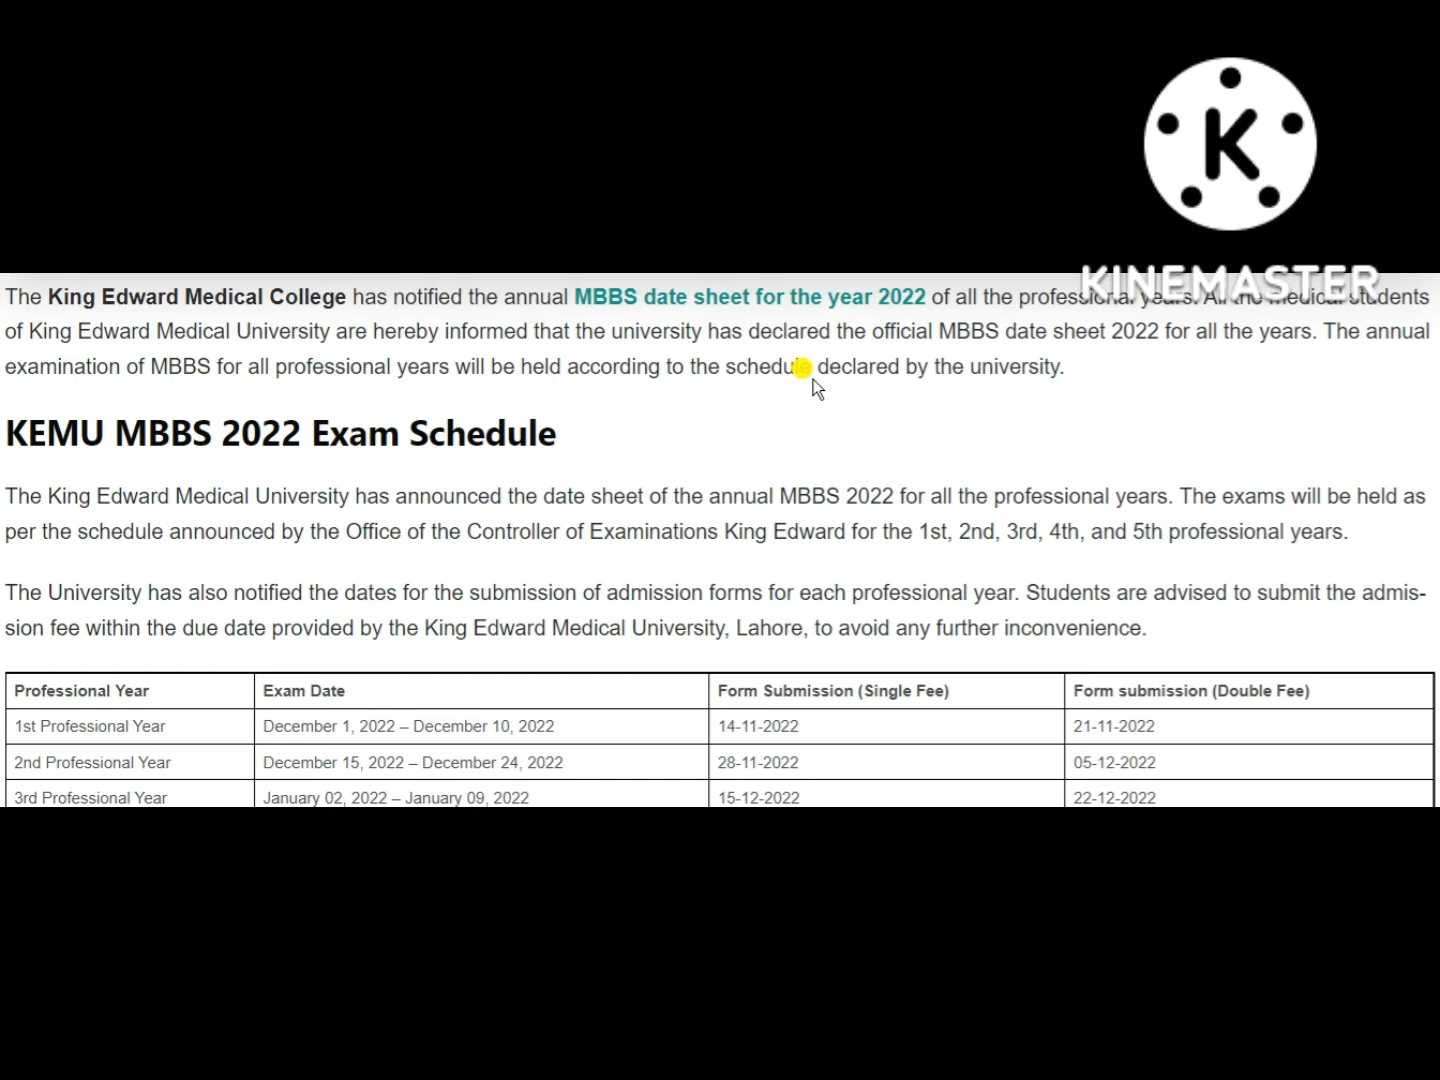 K
KINEMASTER
The King Edward Medical College has notified the annual MBBS date sheet for the year 2022 of all the professional years. All the medical students
of King Edward Medical University are hereby informed that the university has declared the official MBBS date sheet 2022 for all the years. The annual
examination of MBBS for all professional years will be held according to the schedule declared by the university.
KEMU MBBS 2022 Exam Schedule
The King Edward Medical University has announced the date sheet of the annual MBBS 2022 for all the professional years. The exams will be held as
per the schedule announced by the Office of the Controller of Examinations King Edward for the 1st, 2nd, 3rd, 4th, and 5th professional years.
The University has also notified the dates for the submission of admission forms for each professional year. Students are advised to submit the admis-
sion fee within the due date provided by the King Edward Medical University, Lahore, to avoid any further inconvenience.
Professional Year Exam Date Form Submission (Single Fee) Form submission (Double Fee)
1st Professional Year December 1, 2022 – December 10, 2022 14-11-2022 21-11-2022
2nd Professional Year December 15, 2022 – December 24, 2022 28-11-2022 05-12-2022
3rd Professional Year January 02, 2022 – January 09, 2022 15-12-2022 22-12-2022